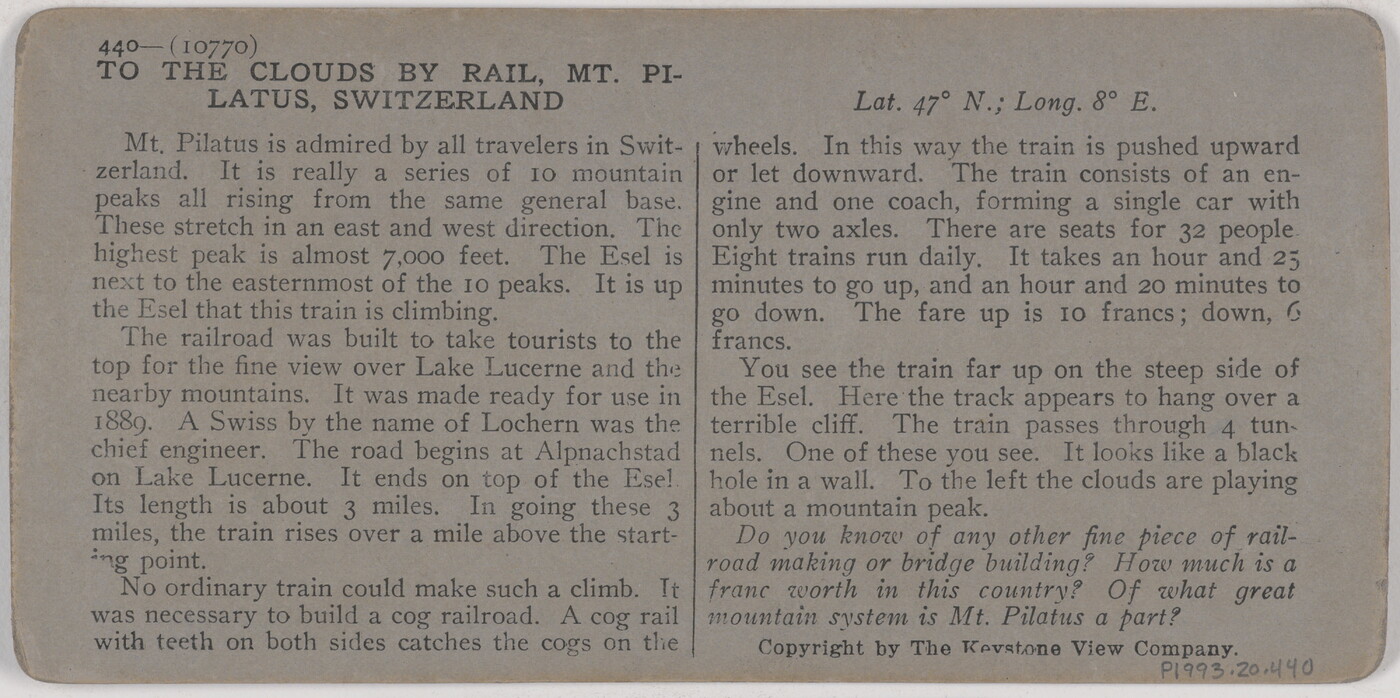 440—(10770)
TO THE CLOUDS BY RAIL, MT. PI-
LATUS, SWITZERLAND
Lat. 47° N.; Long. 8° E.
Mt. Pilatus is admired by all travelers in Swit-
zerland. It is really a series of 10 mountain
peaks all rising from the same general base.
These stretch in an east and west direction. The
highest peak is almost 7,000 feet. The Esel is
next to the easternmost of the 10 peaks. It is up
the Esel that this train is climbing.
The railroad was built to take tourists to the
top for the fine view over Lake Lucerne and the
nearby mountains. It was made ready for use in
1889. A Swiss by the name of Lochern was the
chief engineer. The road begins at Alpnachstad
on Lake Lucerne. It ends on top of the Esel.
Its length is about 3 miles. In going these 3
miles, the train rises over a mile above the start-
ing point.
No ordinary train could make such a climb. It
was necessary to build a cog railroad. A cog rail
with teeth on both sides catches the cogs on the
wheels. In this way the train is pushed upward
or let downward. The train consists of an en-
gine and one coach, forming a single car with
only two axles. There are seats for 32 people.
Eight trains run daily. It takes an hour and 25
minutes to go up, and an hour and 20 minutes to
go down. The fare up is 10 francs; down, 6
francs.
You see the train far up on the steep side of
the Esel. Here the track appears to hang over a
terrible cliff. The train passes through 4 tun-
nels. One of these you see. It looks like a black
hole in a wall. To the left the clouds are playing
about a mountain peak.
Do you know of any other fine piece of rail-
road making or bridge building? How much is a
franc worth in this country? Of what great
mountain system is Mt. Pilatus a part?
Copyright by The Keystone View Company.
P1993.20.440